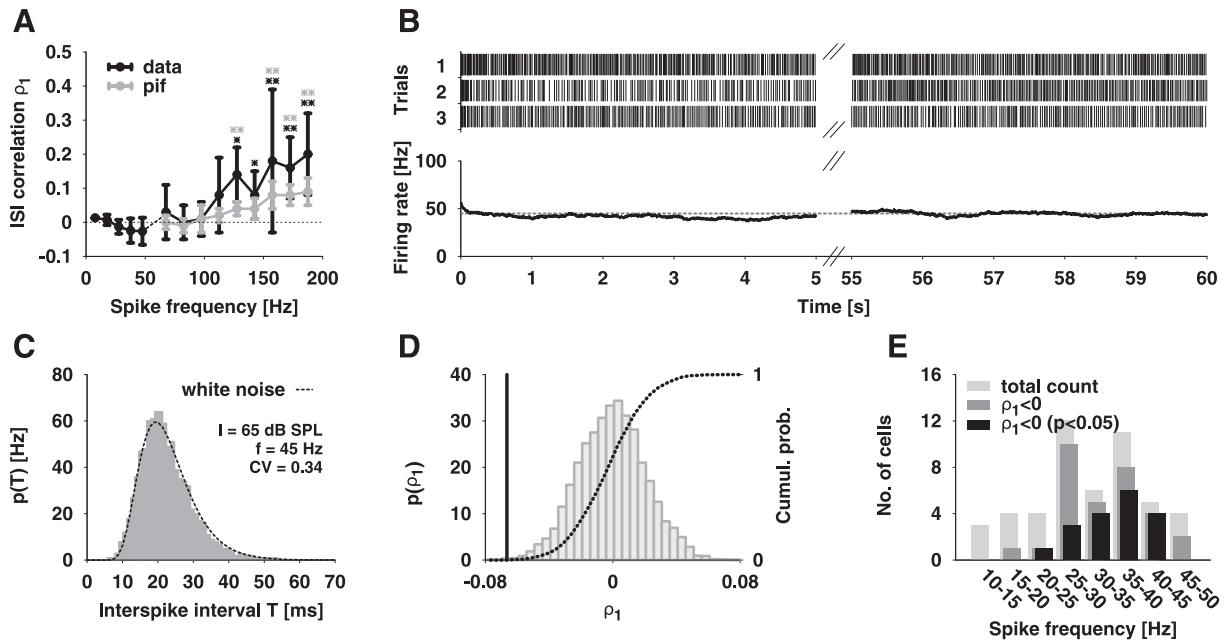 A
ISI correlation ρ1
0.5
0.4
0.3
0.2
0.1
0
-0.1
data
pif
** ** ** **
* ** * ** **
0 50 100 150 200
Spike frequency [Hz]
B
Trials
1
2
3
Firing rate [Hz]
100
50
0
0 1 2 3 4 5 55 56 57 58 59 60
Time [s]
C
p(T) [Hz]
80
60
40
20
0
white noise
I = 65 dB SPL
f = 45 Hz
CV = 0.34
0 10 20 30 40 50 60 70
Interspike interval T [ms]
D
p(ρ1)
40
30
20
10
0
1
0
Cumul. prob.
-0.08 0 0.08
ρ1
E
No. of cells
16
12
8
4
0
total count
ρ1<0
ρ1<0 (p<0.05)
10-15 15-20 20-25 25-30 30-35 35-40 40-45 45-50
Spike frequency [Hz]